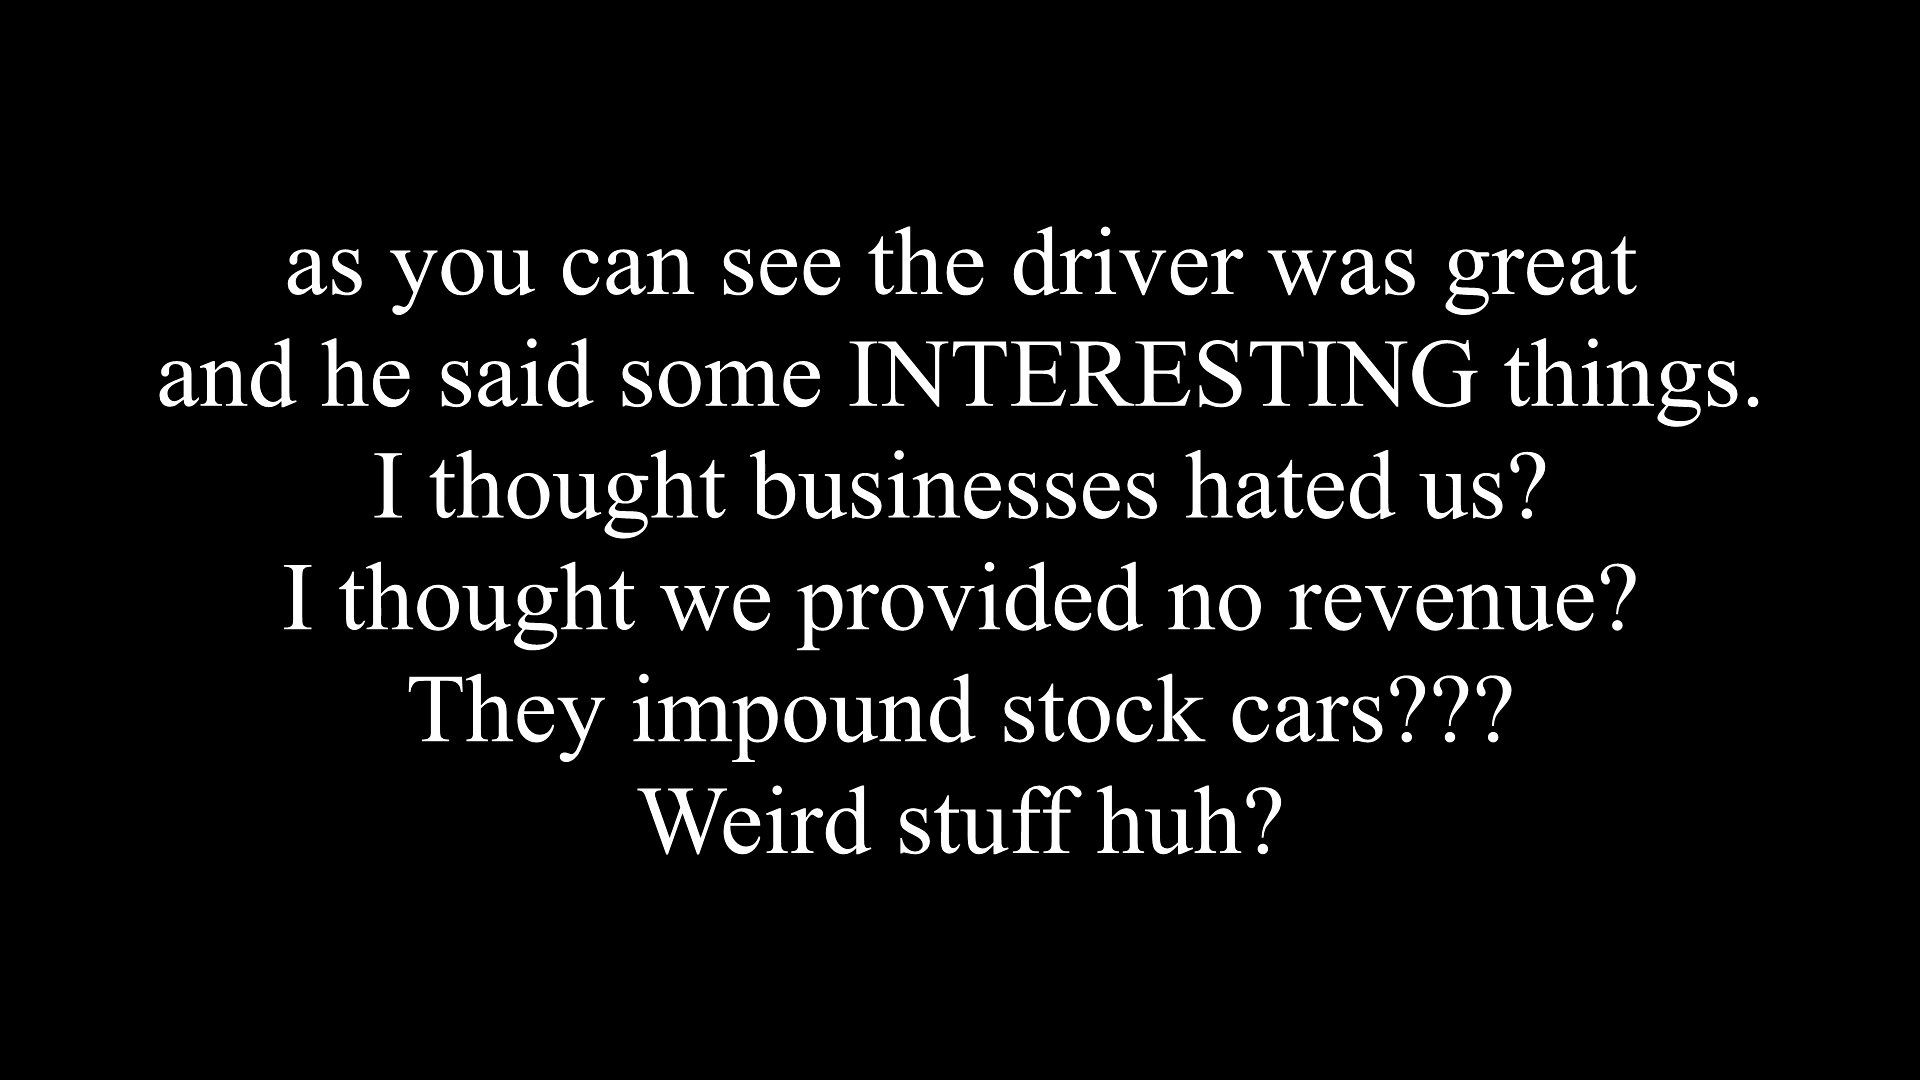 as you can see the driver was great
and he said some INTERESTING things.
I thought businesses hated us?
I thought we provided no revenue?
They impound stock cars???
Weird stuff huh?